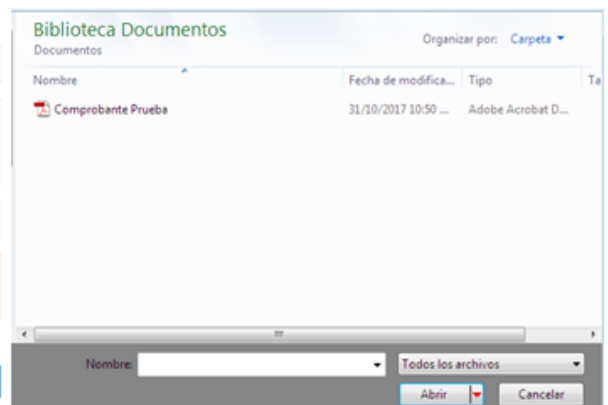 Biblioteca Documentos
Documentos
Organizar por: Carpeta
Nombre Fecha de modifica... Tipo Ta
Comprobante Prueba 31/10/2017 10:50 ... Adobe Acrobat D...
Nombre: Todos los archivos
Abrir Cancelar